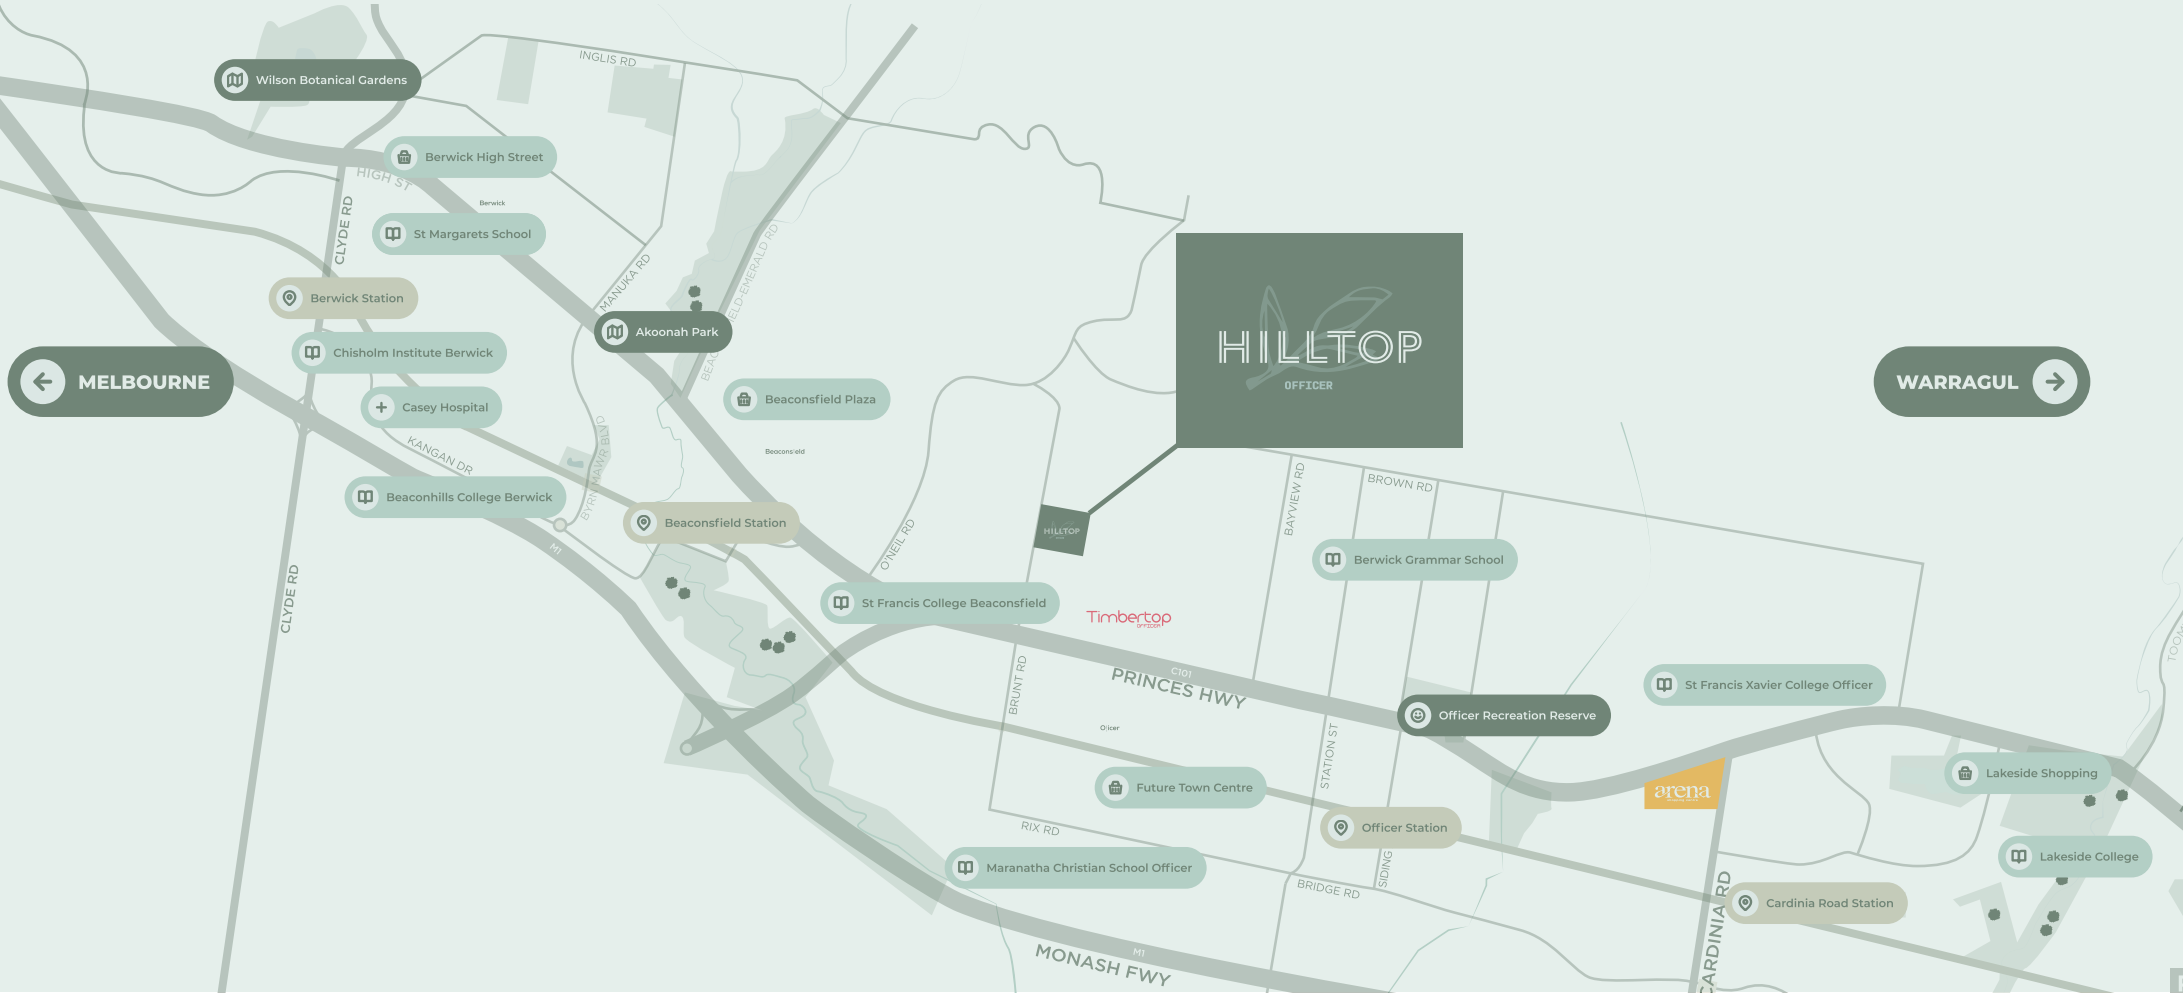 INGLIS RD
Wilson Botanical Gardens
Berwick High Street
HIGH ST
Berwick
CLYDE RD
St Margarets School
MANUKA RD
Berwick Station
Akoonah Park
HILLTOP
OFFICER
Chisholm Institute Berwick
MELBOURNE
WARRAGUL
Beaconsfield Plaza
Casey Hospital
KANGAN DR
BYRN MAWR BLVD
Beaconsfield
BROWN RD
BAYVIEW RD
Beaconhills College Berwick
Beaconsfield Station
HILLTOP
O'NEIL RD
M1
Berwick Grammar School
CLYDE RD
St Francis College Beaconsfield
Timbertop
OFFICER
C101
PRINCES HWY
BRUNT RD
St Francis Xavier College Officer
Officer Recreation Reserve
Officer
STATION ST
Future Town Centre
arena
Lakeside Shopping
RIX RD
Officer Station
Lakeside College
Maranatha Christian School Officer
SIDING
BRIDGE RD
Cardinia Road Station
CARDINIA RD
M1
MONASH FWY